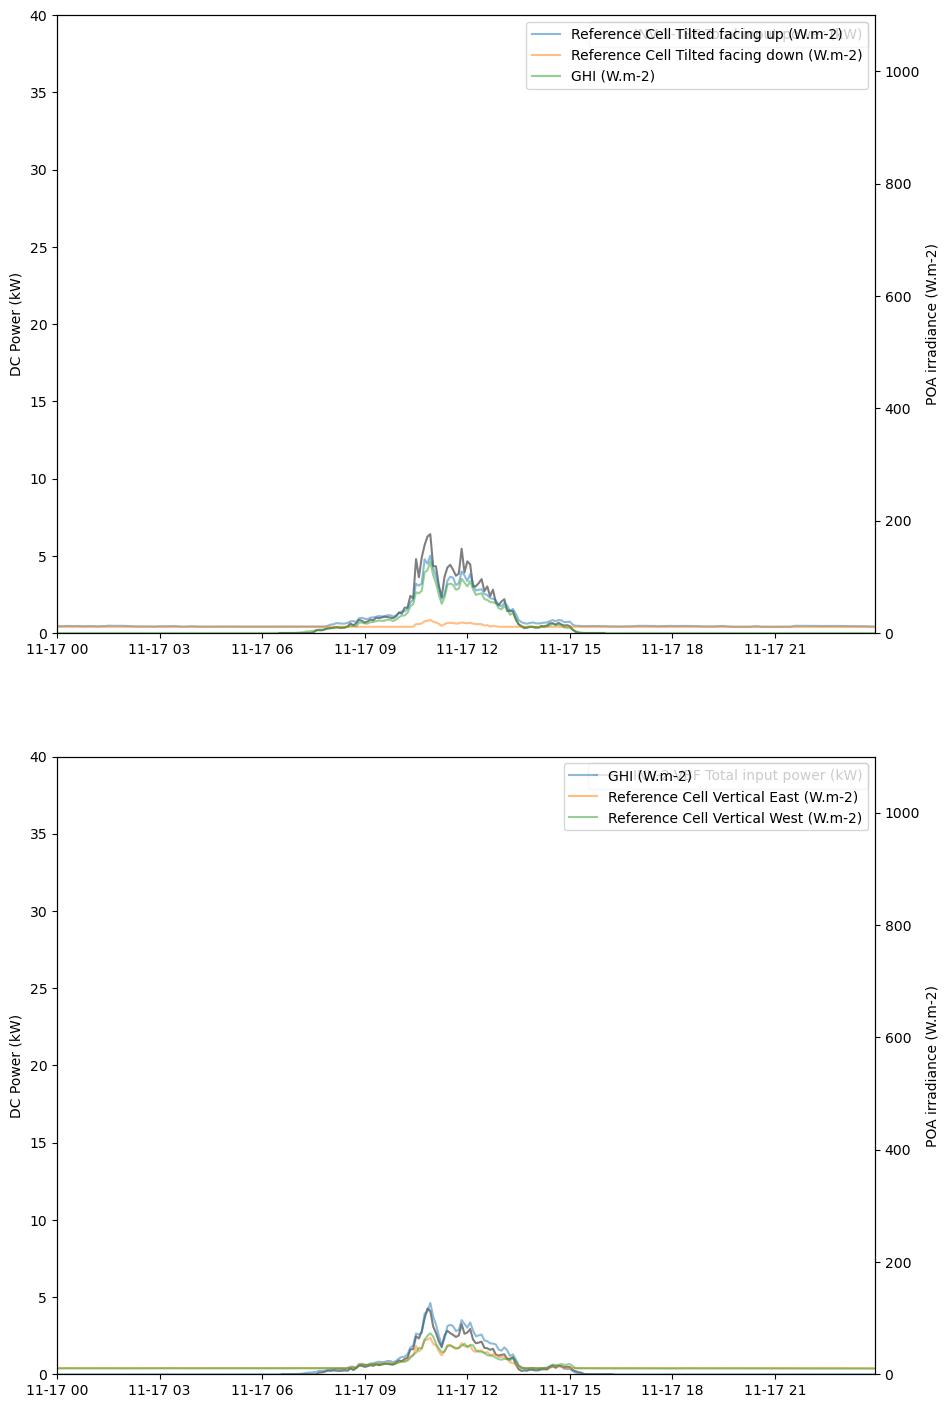 40
35
30
25
20
15
10
5
0
DC Power (kW)
Reference Cell Tilted facing up (W.m-2)
Reference Cell Tilted facing down (W.m-2)
GHI (W.m-2)
1000
800
600
400
200
0
POA irradiance (W.m-2)
11-17 00 11-17 03 11-17 06 11-17 09 11-17 12 11-17 15 11-17 18 11-17 21
40
35
30
25
20
15
10
5
0
DC Power (kW)
GHI (W.m-2)
Total input power (kW)
Reference Cell Vertical East (W.m-2)
Reference Cell Vertical West (W.m-2)
1000
800
600
400
200
0
POA irradiance (W.m-2)
11-17 00 11-17 03 11-17 06 11-17 09 11-17 12 11-17 15 11-17 18 11-17 21